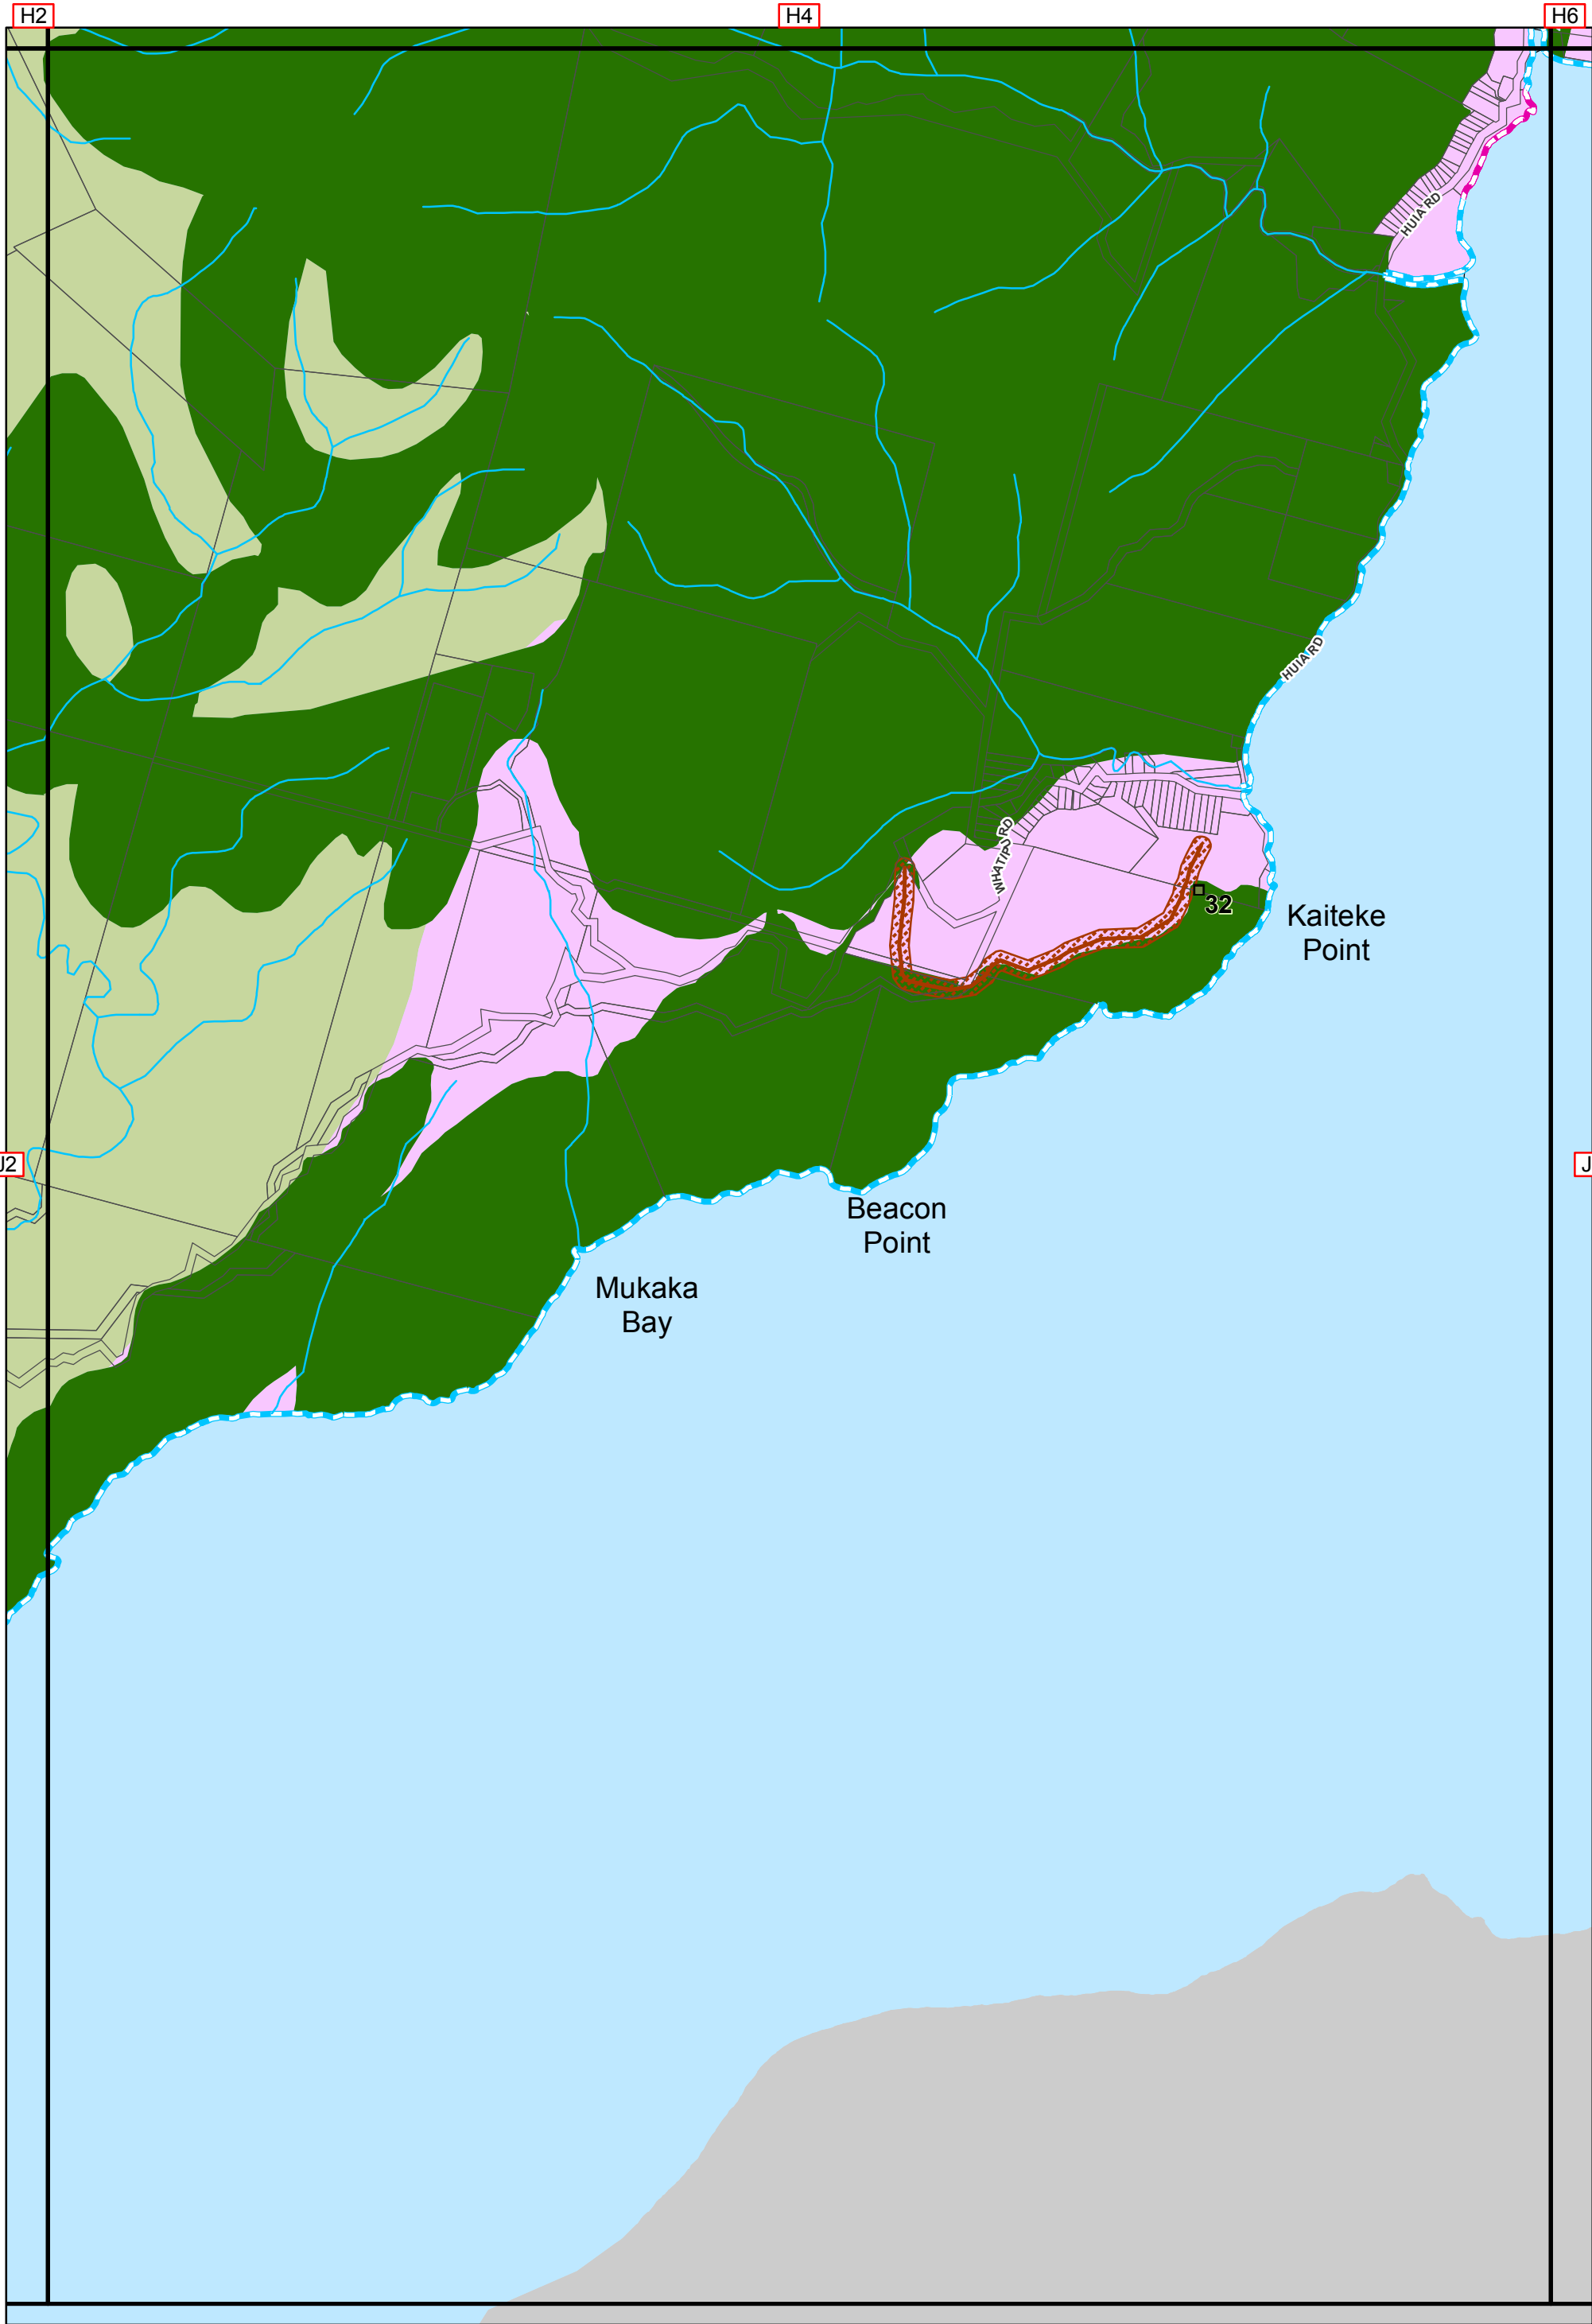 H2
H4
H6
HUIA RD
HUIA RD
WHATIPU RD
32
Kaiteke
Point
J2
J
Beacon
Point
Mukaka
Bay